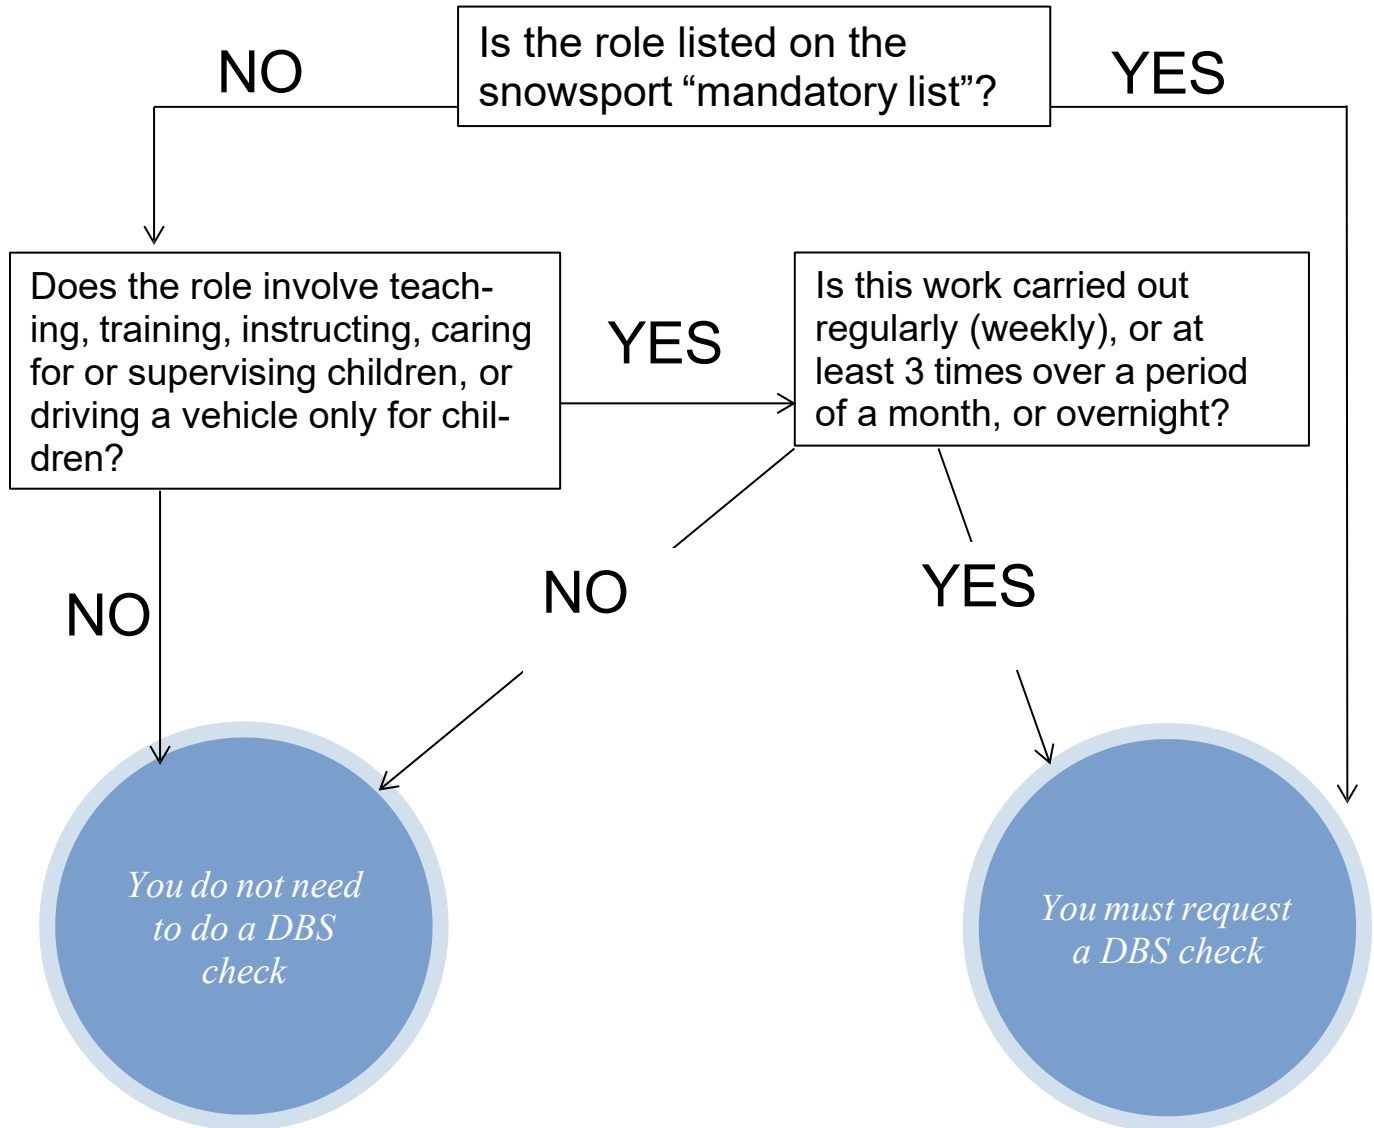 Is the role listed on the
snowsport “mandatory list”?
NO
YES
Does the role involve teach-
ing, training, instructing, caring
for or supervising children, or
driving a vehicle only for chil-
dren?
YES
Is this work carried out
regularly (weekly), or at
least 3 times over a period
of a month, or overnight?
NO
NO
YES
You do not need
to do a DBS
check
You must request
a DBS check